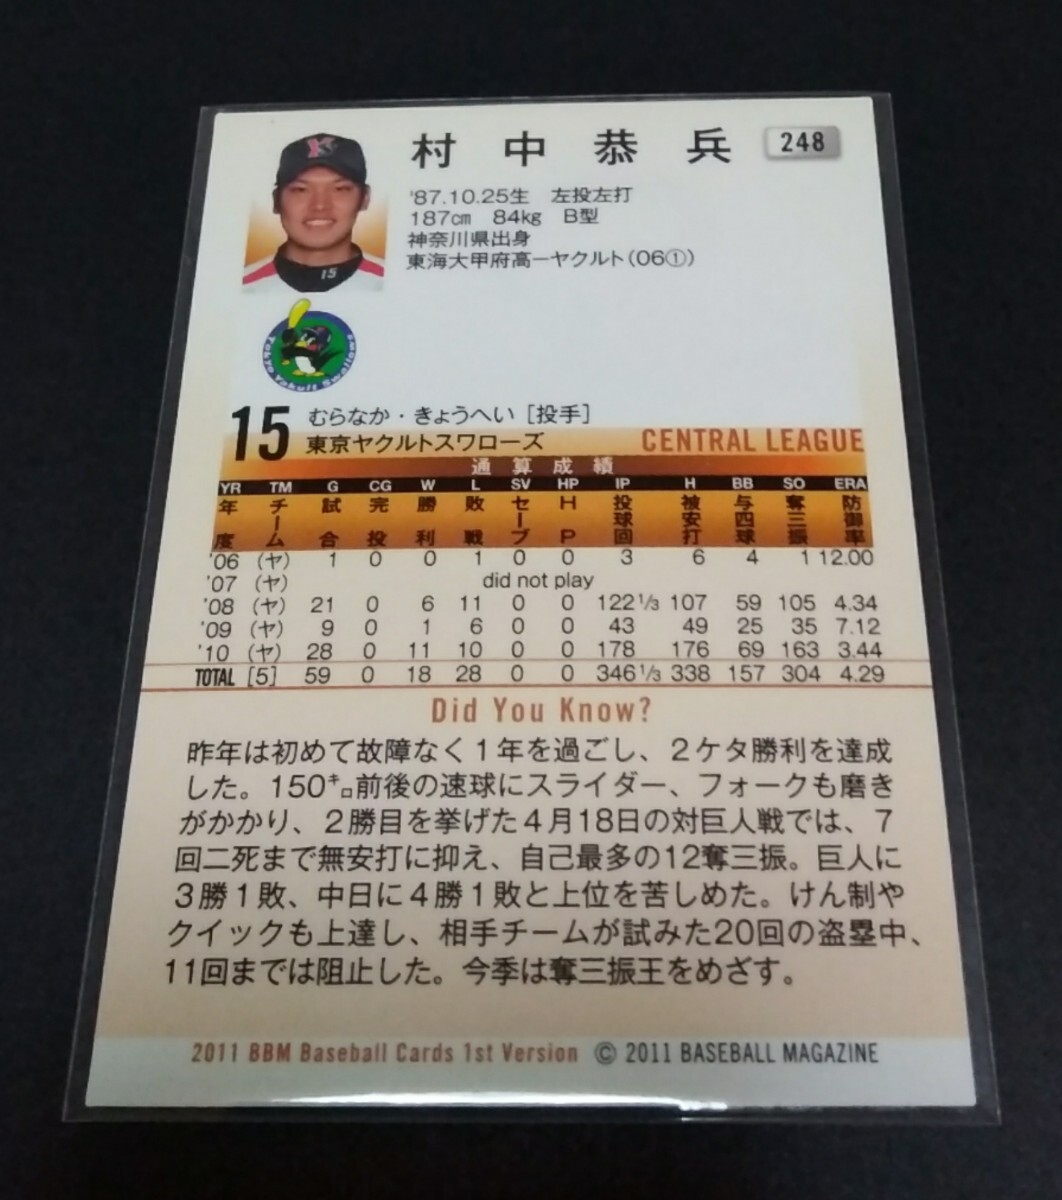 村中恭兵 248
'87.10.25生 左投左打
187㎝ 84㎏ B型
神奈川県出身
東海大甲府高ーヤクルト(06①)
15
Tokyo Yakult Swallows
15 むらなか・きょうへい [投手]
東京ヤクルトスワローズ CENTRAL LEAGUE
通算成績
YR TM G CG W L SV HP IP H BB SO ERA
年度 チーム 試合 完投 勝利 敗戦 セーブ HP 投球回 被安打 与四球 奪三振 防御率
'06 (ヤ) 1 0 0 1 0 0 3 6 4 1 12.00
'07 (ヤ) did not play
'08 (ヤ) 21 0 6 11 0 0 122 1/3 107 59 105 4.34
'09 (ヤ) 9 0 1 6 0 0 43 49 25 35 7.12
'10 (ヤ) 28 0 11 10 0 0 178 176 69 163 3.44
TOTAL [5] 59 0 18 28 0 0 346 1/3 338 157 304 4.29
Did You Know?
昨年は初めて故障なく1年を過ごし、2ケタ勝利を達成
した。150㌔前後の速球にスライダー、フォークも磨き
がかかり、2勝目を挙げた4月18日の対巨人戦では、7
回二死まで無安打に抑え、自己最多の12奪三振。巨人に
3勝1敗、中日に4勝1敗と上位を苦しめた。けん制や
クイックも上達し、相手チームが試みた20回の盗塁中、
11回までは阻止した。今季は奪三振王をめざす。
2011 BBM Baseball Cards 1st Version © 2011 BASEBALL MAGAZINE